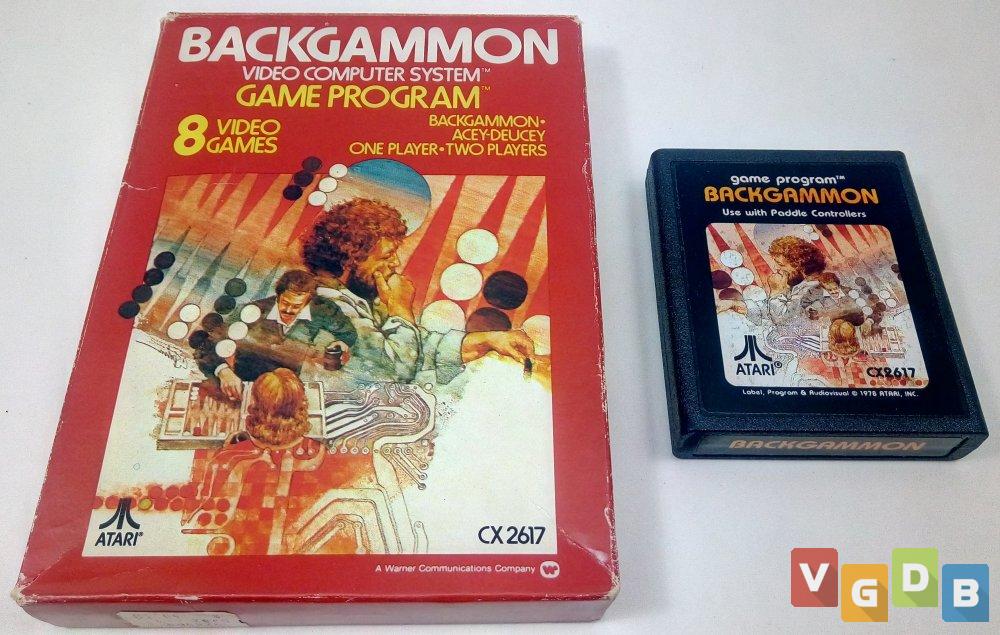 BACKGAMMON
VIDEO COMPUTER SYSTEM™
GAME PROGRAM™
8 VIDEO
GAMES
BACKGAMMON•
ACEY-DEUCEY
ONE PLAYER•TWO PLAYERS
ATARI®
CX 2617
A Warner Communications Company
game program™
BACKGAMMON
Use with Paddle Controllers
ATARI®
CX2617
Label, Program & Audiovisual © 1978 ATARI, INC.
BACKGAMMON
VGDB